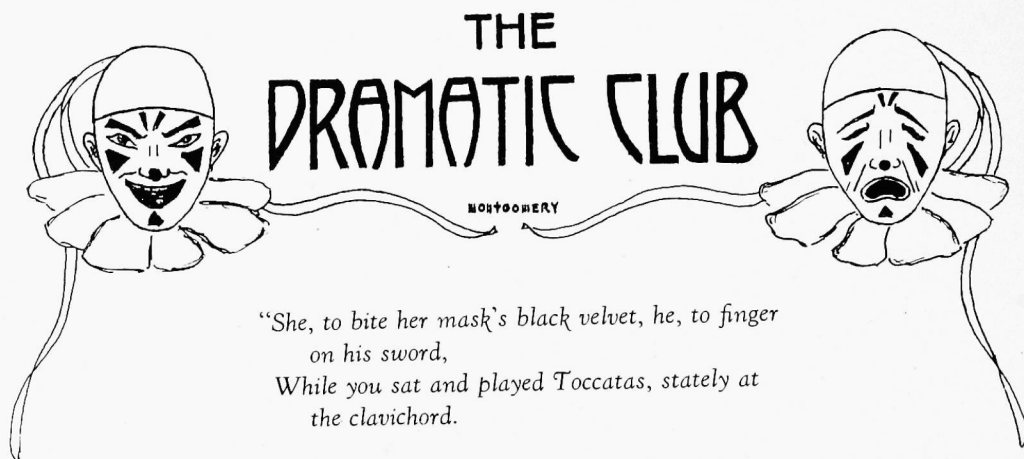 THE
DRAMATIC CLUB
MONTGOMERY
“She, to bite her mask's black velvet, he, to finger
on his sword,
While you sat and played Toccatas, stately at
the clavichord.